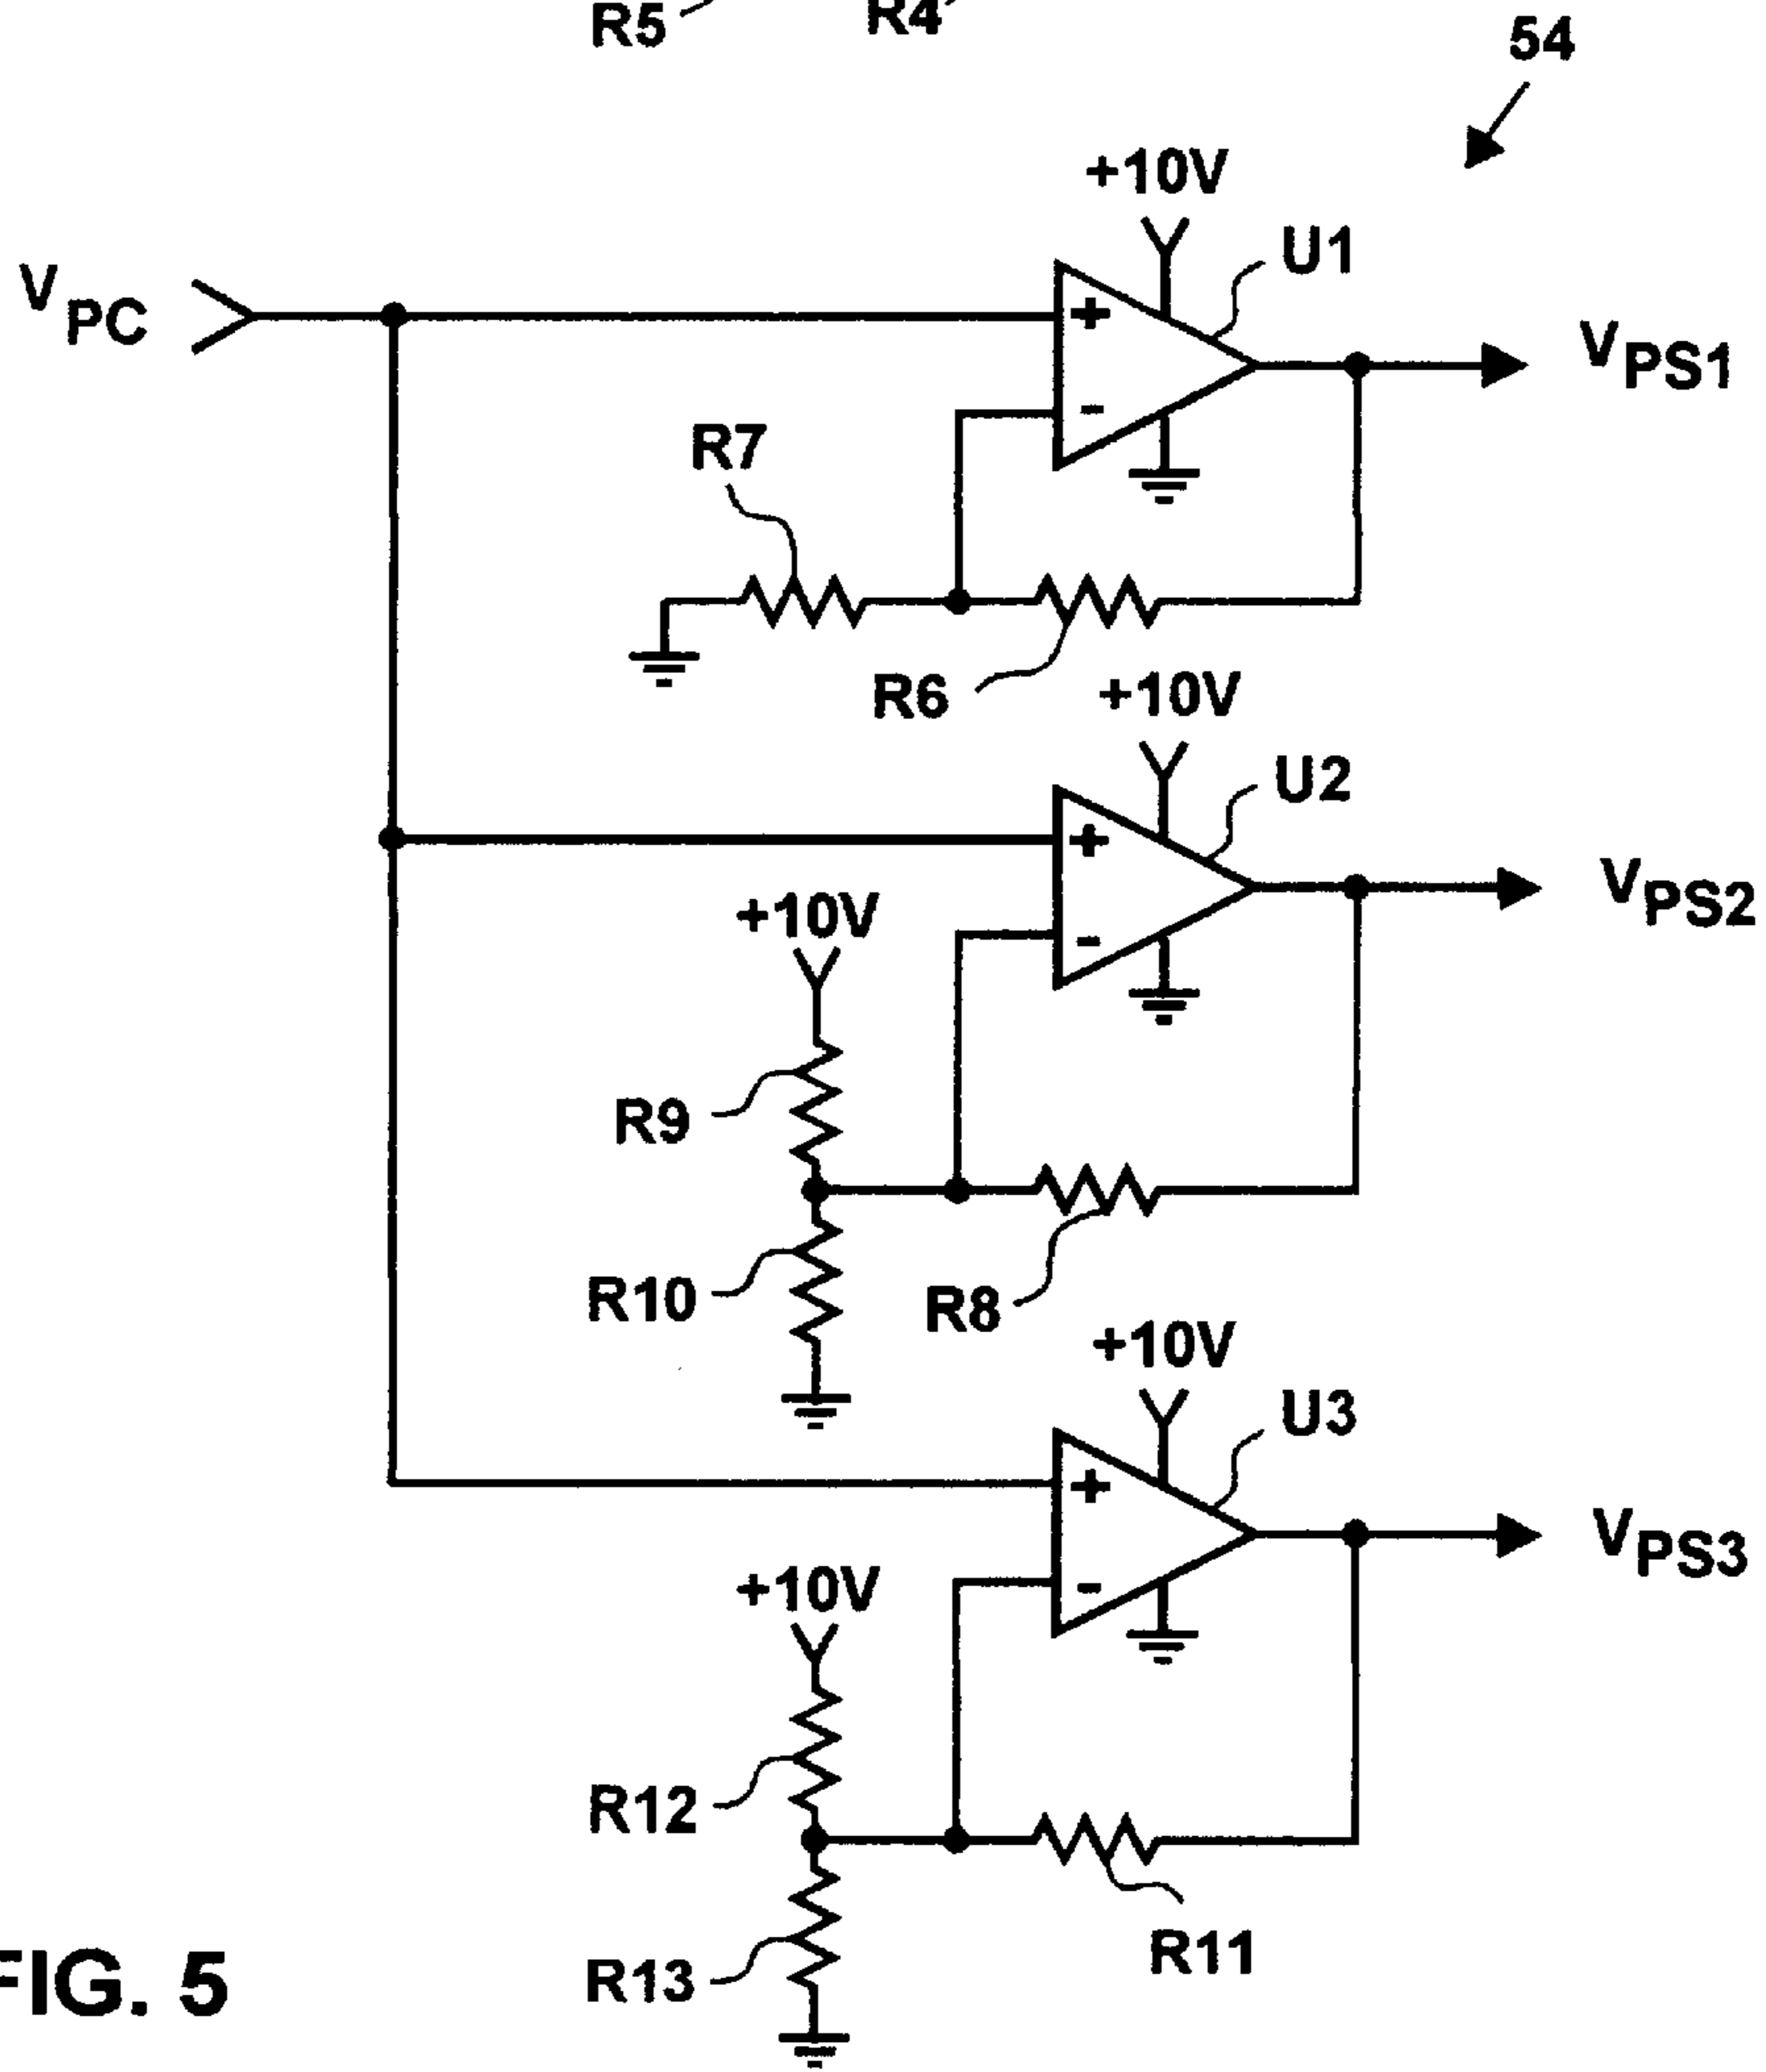 R5 R4
54
+10V
U1
VPC
VPS1
R7
R6
+10V
U2
VPS2
+10V
R9
R10
R8
+10V
U3
VPS3
+10V
R12
R11
R13
FIG. 5